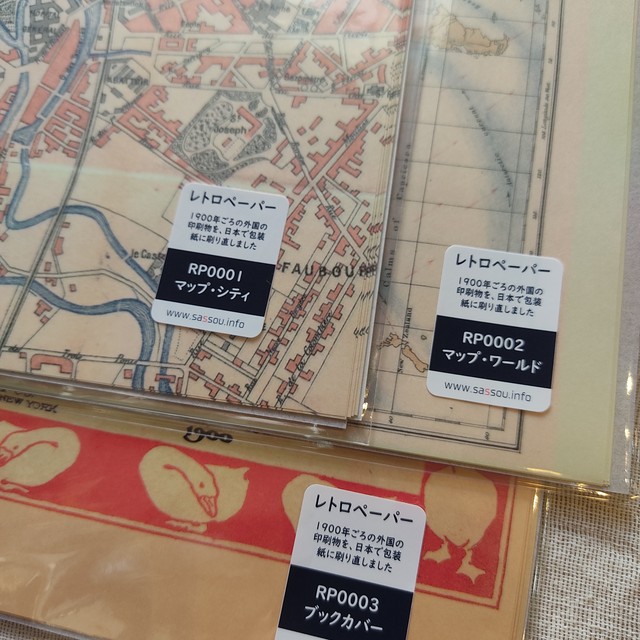 St
Joseph
FAUBOU
レトロペーパー
1900年ごろの外国の
印刷物を、日本で包装
紙に刷り直しました
RP0001
マップ・シティ
www.sassou.info
レトロペーパー
1900年ごろの外国の
印刷物を、日本で包装
紙に刷り直しました
RP0002
マップ・ワールド
www.sassou.info
NEW YORK
1900
レトロペーパー
1900年ごろの外国の
印刷物を、日本で包装
紙に刷り直しました
RP0003
ブックカバー